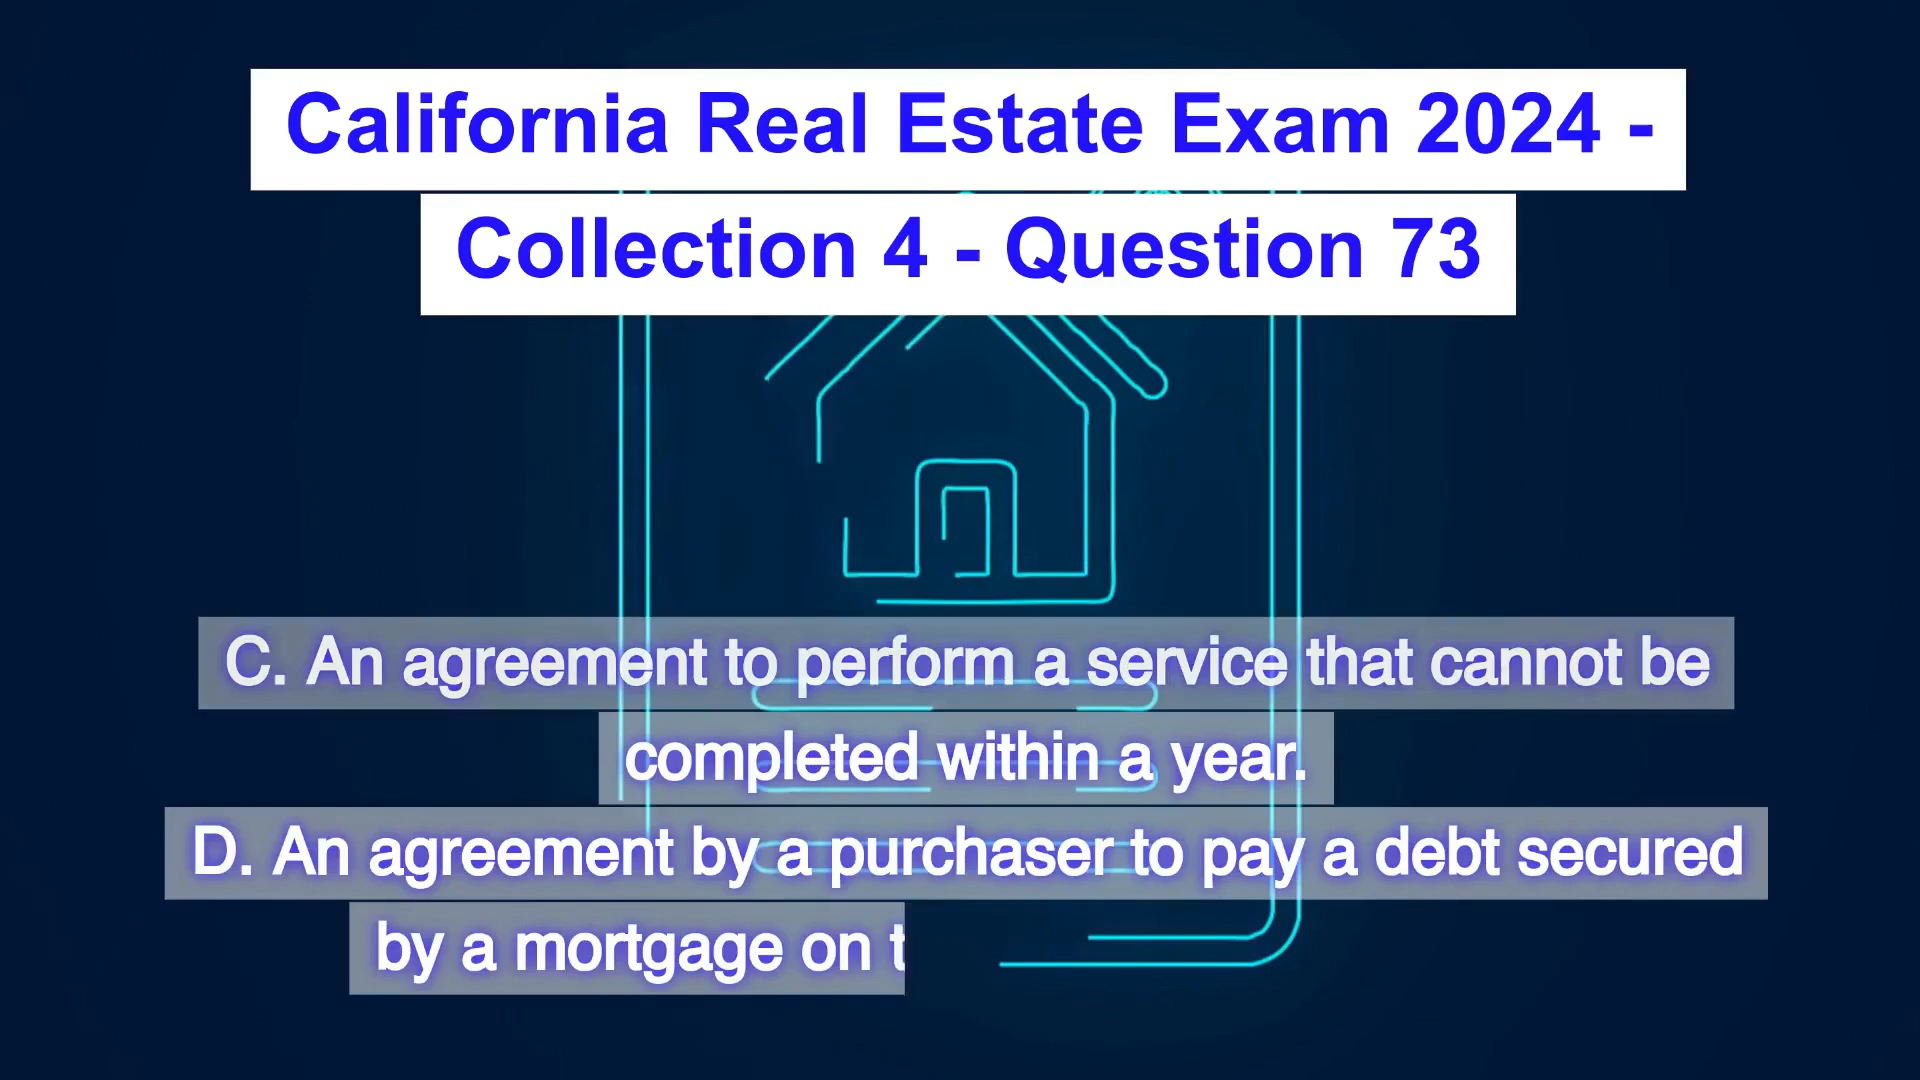 California Real Estate Exam 2024 -
Collection 4 - Question 73
C. An agreement to perform a service that cannot be
completed within a year.
D. An agreement by a purchaser to pay a debt secured
by a mortgage on t